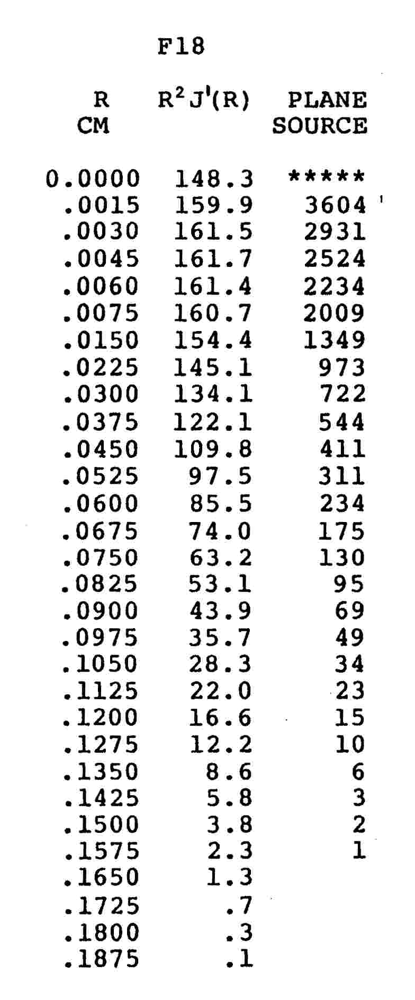 F18
R R²J'(R) PLANE
CM SOURCE
0.0000 148.3 *****
.0015 159.9 3604
.0030 161.5 2931
.0045 161.7 2524
.0060 161.4 2234
.0075 160.7 2009
.0150 154.4 1349
.0225 145.1 973
.0300 134.1 722
.0375 122.1 544
.0450 109.8 411
.0525 97.5 311
.0600 85.5 234
.0675 74.0 175
.0750 63.2 130
.0825 53.1 95
.0900 43.9 69
.0975 35.7 49
.1050 28.3 34
.1125 22.0 23
.1200 16.6 15
.1275 12.2 10
.1350 8.6 6
.1425 5.8 3
.1500 3.8 2
.1575 2.3 1
.1650 1.3
.1725 .7
.1800 .3
.1875 .1